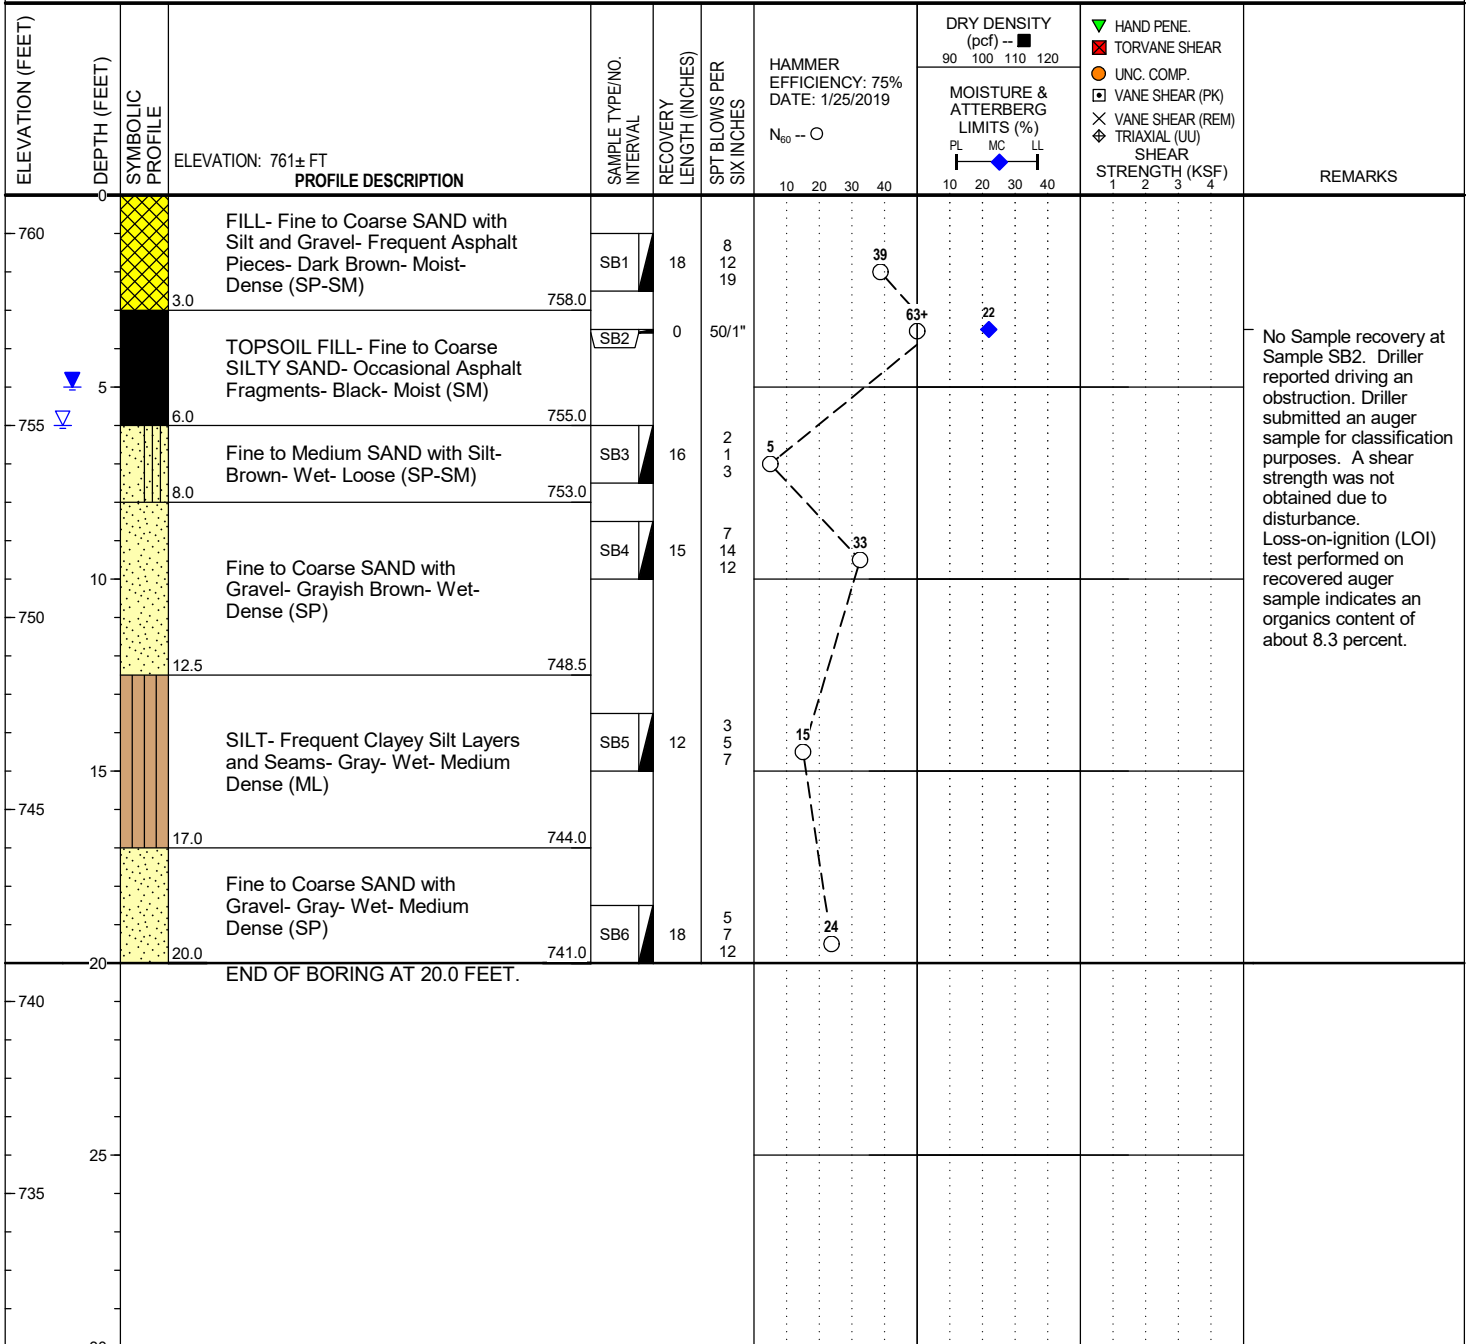 ELEVATION (FEET)
DEPTH (FEET)
SYMBOLIC
PROFILE
ELEVATION: 761± FT
PROFILE DESCRIPTION
SAMPLE TYPE/NO.
INTERVAL
RECOVERY
LENGTH (INCHES)
SPT BLOWS PER
SIX INCHES
HAMMER
EFFICIENCY: 75%
DATE: 1/25/2019
N60 --
10 20 30 40
DRY DENSITY
(pcf) --
90 100 110 120
MOISTURE &
ATTERBERG
LIMITS (%)
PL MC LL
10 20 30 40
HAND PENE.
TORVANE SHEAR
UNC. COMP.
VANE SHEAR (PK)
VANE SHEAR (REM)
TRIAXIAL (UU)
SHEAR
STRENGTH (KSF)
1 2 3 4
REMARKS
0
760
FILL- Fine to Coarse SAND with
Silt and Gravel- Frequent Asphalt
Pieces- Dark Brown- Moist-
Dense (SP-SM)
3.0 758.0
SB1
18
8
12
19
39
TOPSOIL FILL- Fine to Coarse
SILTY SAND- Occasional Asphalt
Fragments- Black- Moist (SM)
6.0 755.0
SB2
0
50/1"
63+
22
5
755
Fine to Medium SAND with Silt-
Brown- Wet- Loose (SP-SM)
8.0 753.0
SB3
16
2
1
3
5
Fine to Coarse SAND with
Gravel- Grayish Brown- Wet-
Dense (SP)
12.5 748.5
SB4
15
7
14
12
33
10
750
SILT- Frequent Clayey Silt Layers
and Seams- Gray- Wet- Medium
Dense (ML)
17.0 744.0
SB5
12
3
5
7
15
15
745
Fine to Coarse SAND with
Gravel- Gray- Wet- Medium
Dense (SP)
20.0 741.0
SB6
18
5
7
12
24
20
END OF BORING AT 20.0 FEET.
740
25
735
No Sample recovery at
Sample SB2. Driller
reported driving an
obstruction. Driller
submitted an auger
sample for classification
purposes. A shear
strength was not
obtained due to
disturbance.
Loss-on-ignition (LOI)
test performed on
recovered auger
sample indicates an
organics content of
about 8.3 percent.